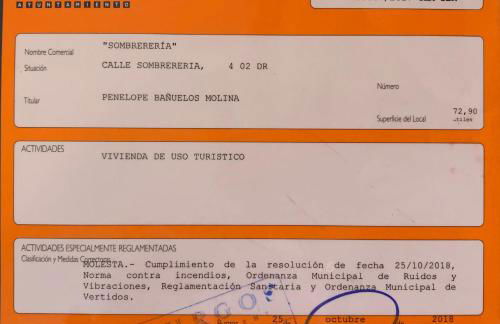 AYUNTAMIENTO
Nombre Comercial "SOMBRERERÍA"
Situación CALLE SOMBRERERIA, 4 02 DR
Número
Titular PENELOPE BAÑUELOS MOLINA
72,90
Superficie del Local
ACTIVIDADES
VIVIENDA DE USO TURISTICO
ACTIVIDADES ESPECIALMENTE REGLAMENTADAS
Clasificación y Medidas Correctoras
MOLESTA.- Cumplimiento de la resolución de fecha 25/10/2018,
Norma contra incendios, Ordenanza Municipal de Ruidos y
Vibraciones, Reglamentación Sanitaria y Ordenanza Municipal de
Vertidos.
25 octubre 2018